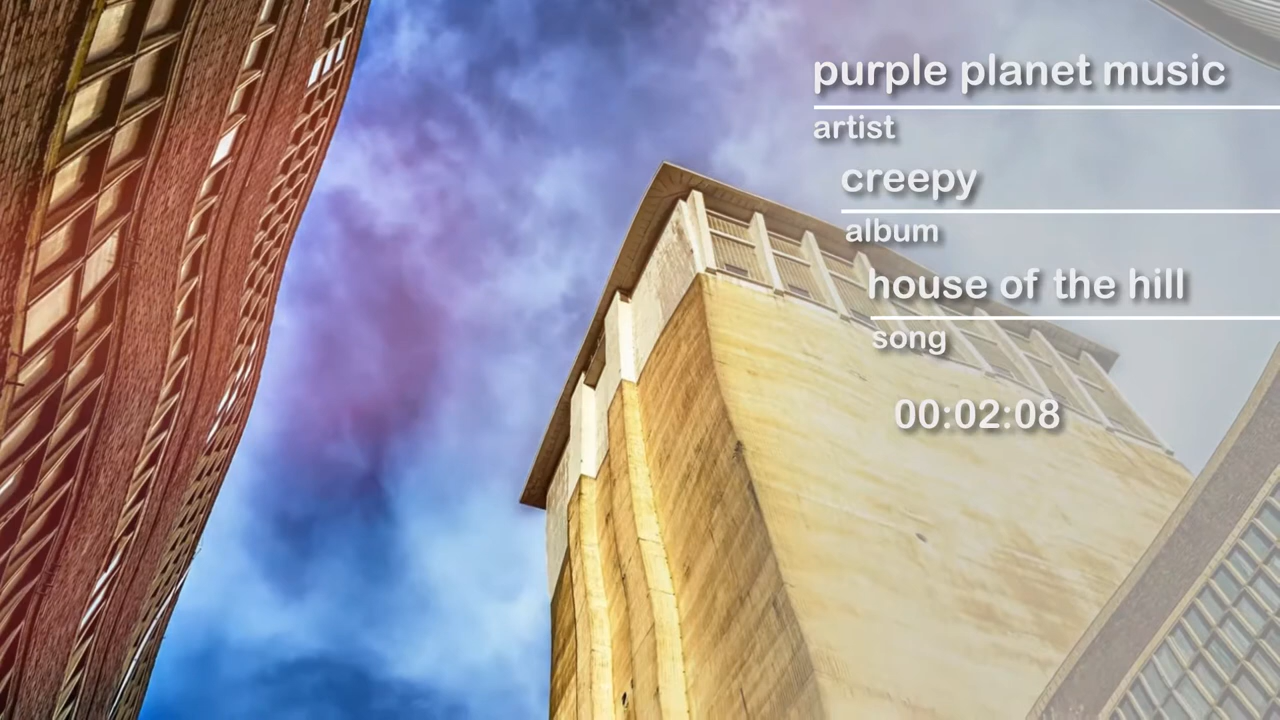 purple planet music
artist
creepy
album
house of the hill
song
00:02:08